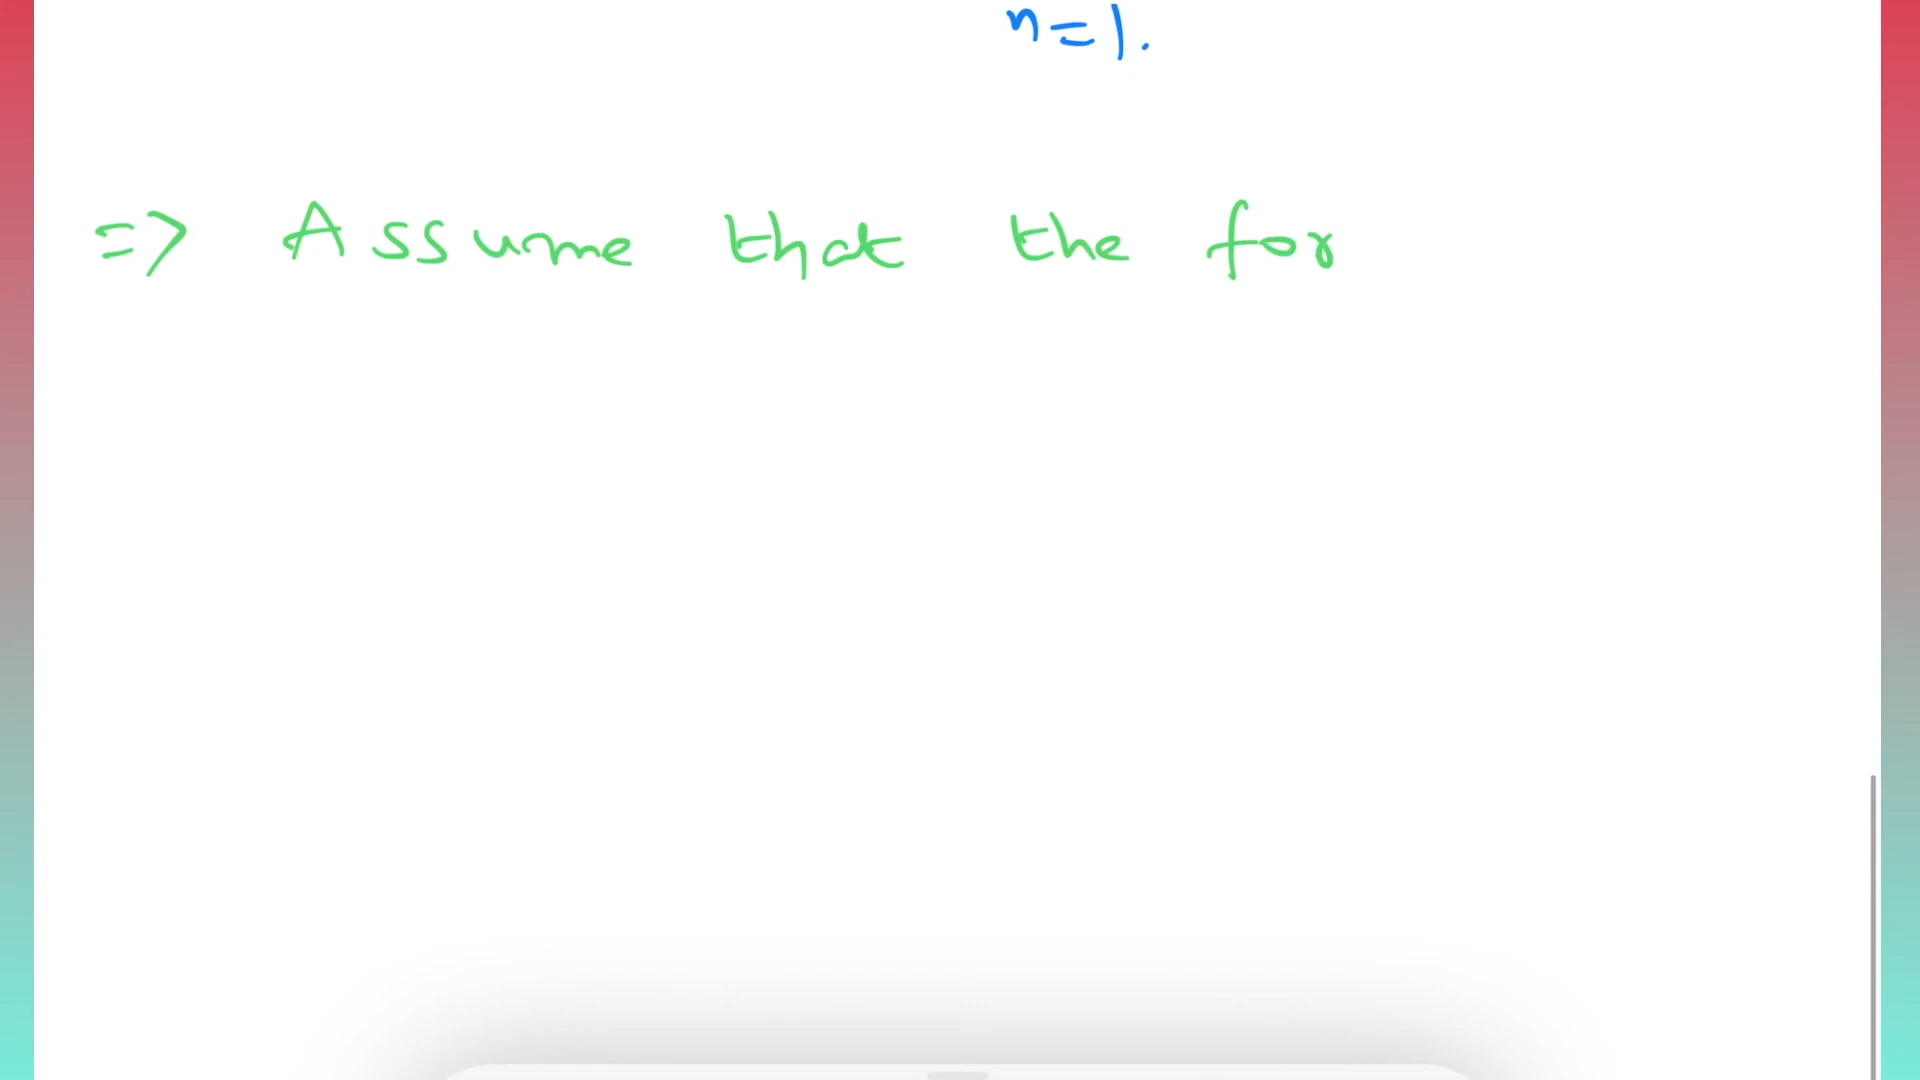 n=1.
=> Assume that the for